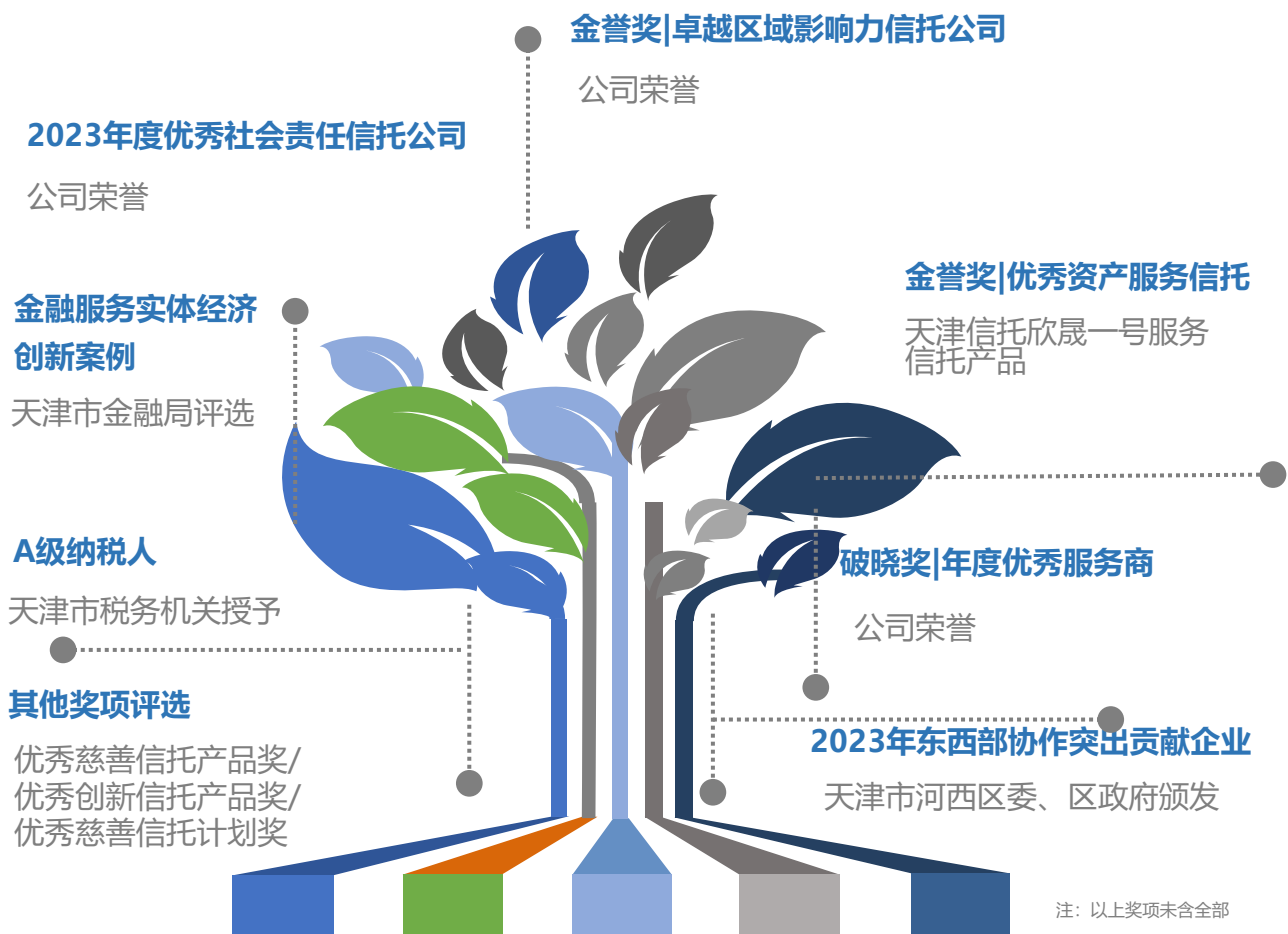 金誉奖|卓越区域影响力信托公司
公司荣誉
2023年度优秀社会责任信托公司
公司荣誉
金融服务实体经济
创新案例
天津市金融局评选
A级纳税人
天津市税务机关授予
其他奖项评选
优秀慈善信托产品奖/
优秀创新信托产品奖/
优秀慈善信托计划奖
金誉奖|优秀资产服务信托
天津信托欣晟一号服务
信托产品
破晓奖|年度优秀服务商
公司荣誉
2023年东西部协作突出贡献企业
天津市河西区委、区政府颁发
注：以上奖项未含全部